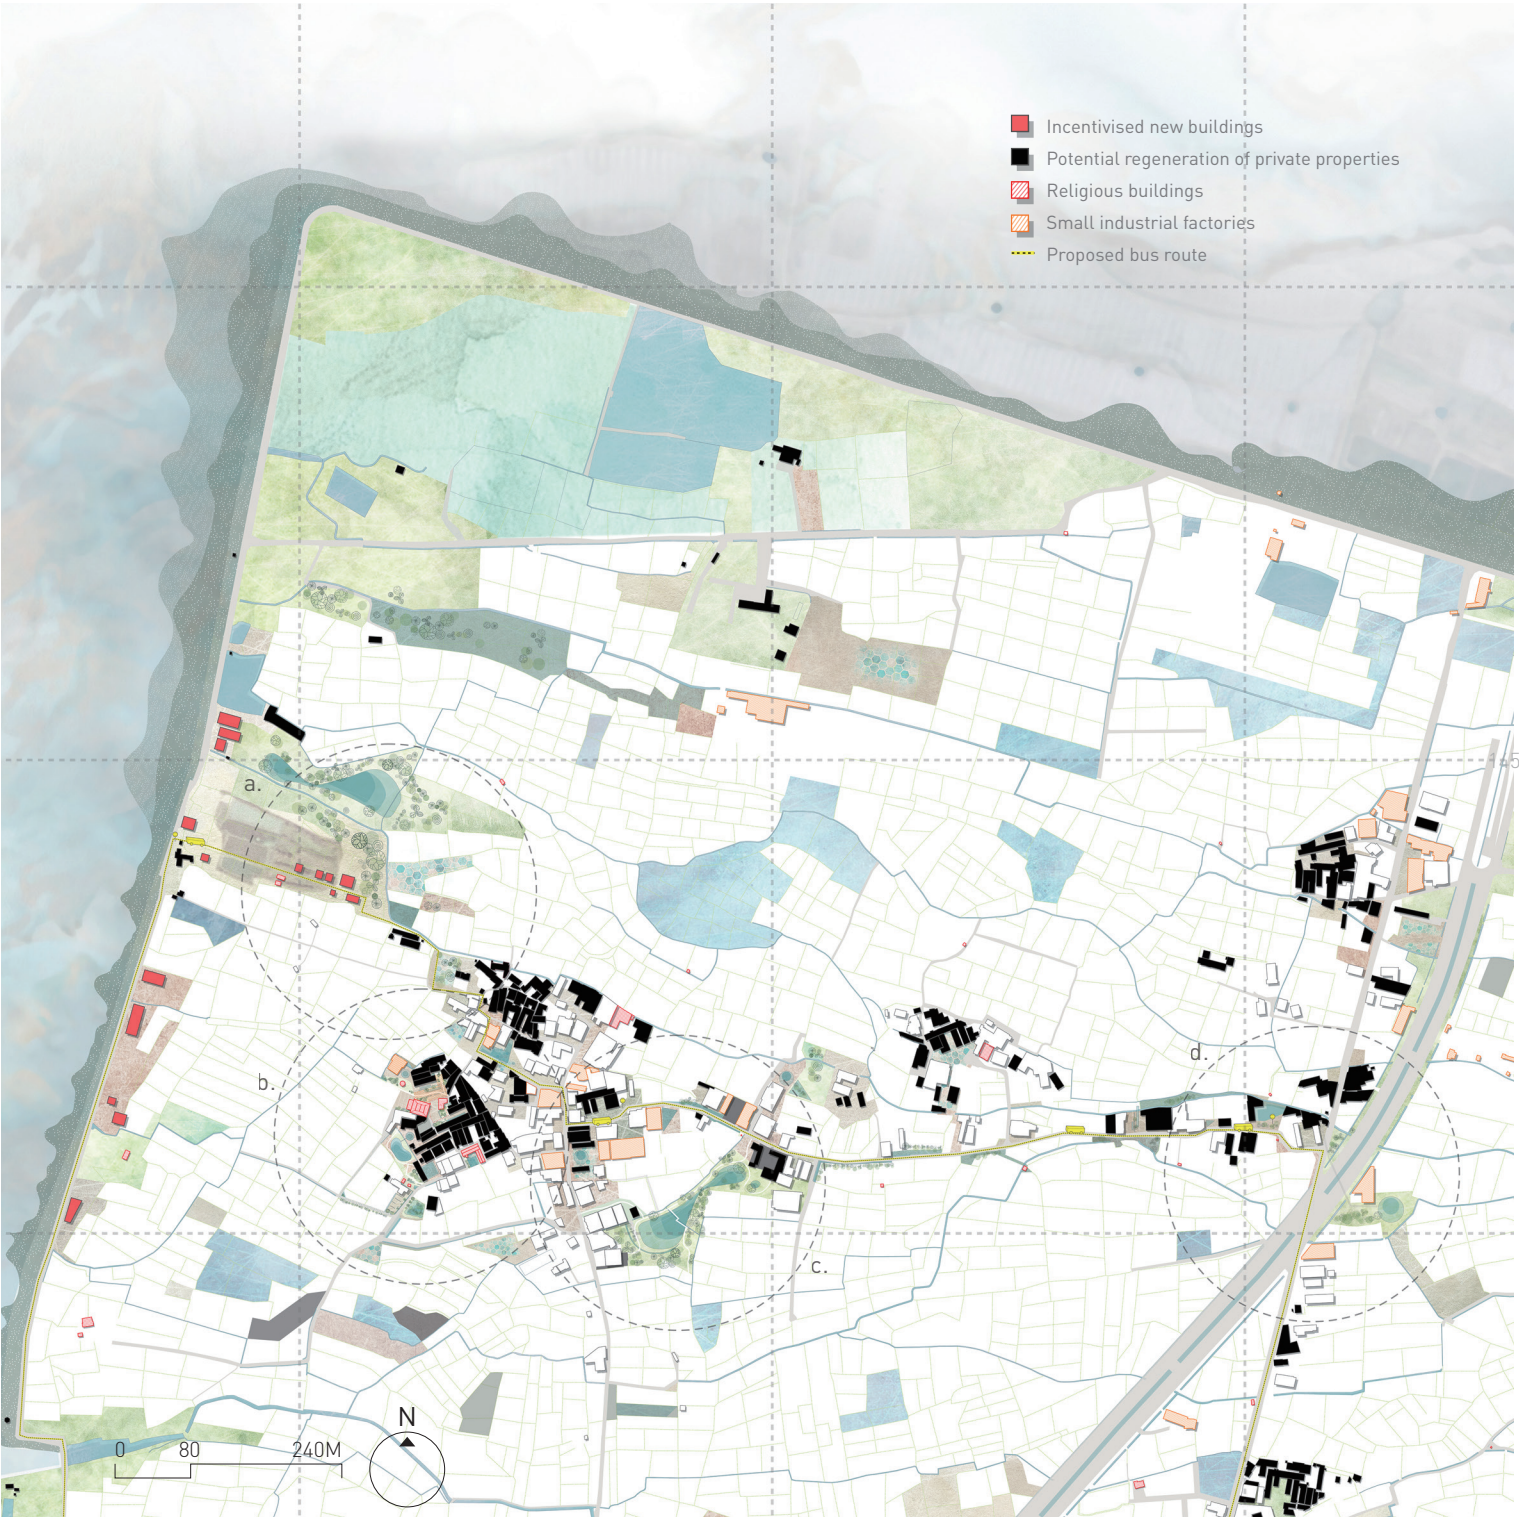 Incentivised new buildings
Potential regeneration of private properties
Religious buildings
Small industrial factories
Proposed bus route
a.
b.
c.
d.
N
0 80 240M